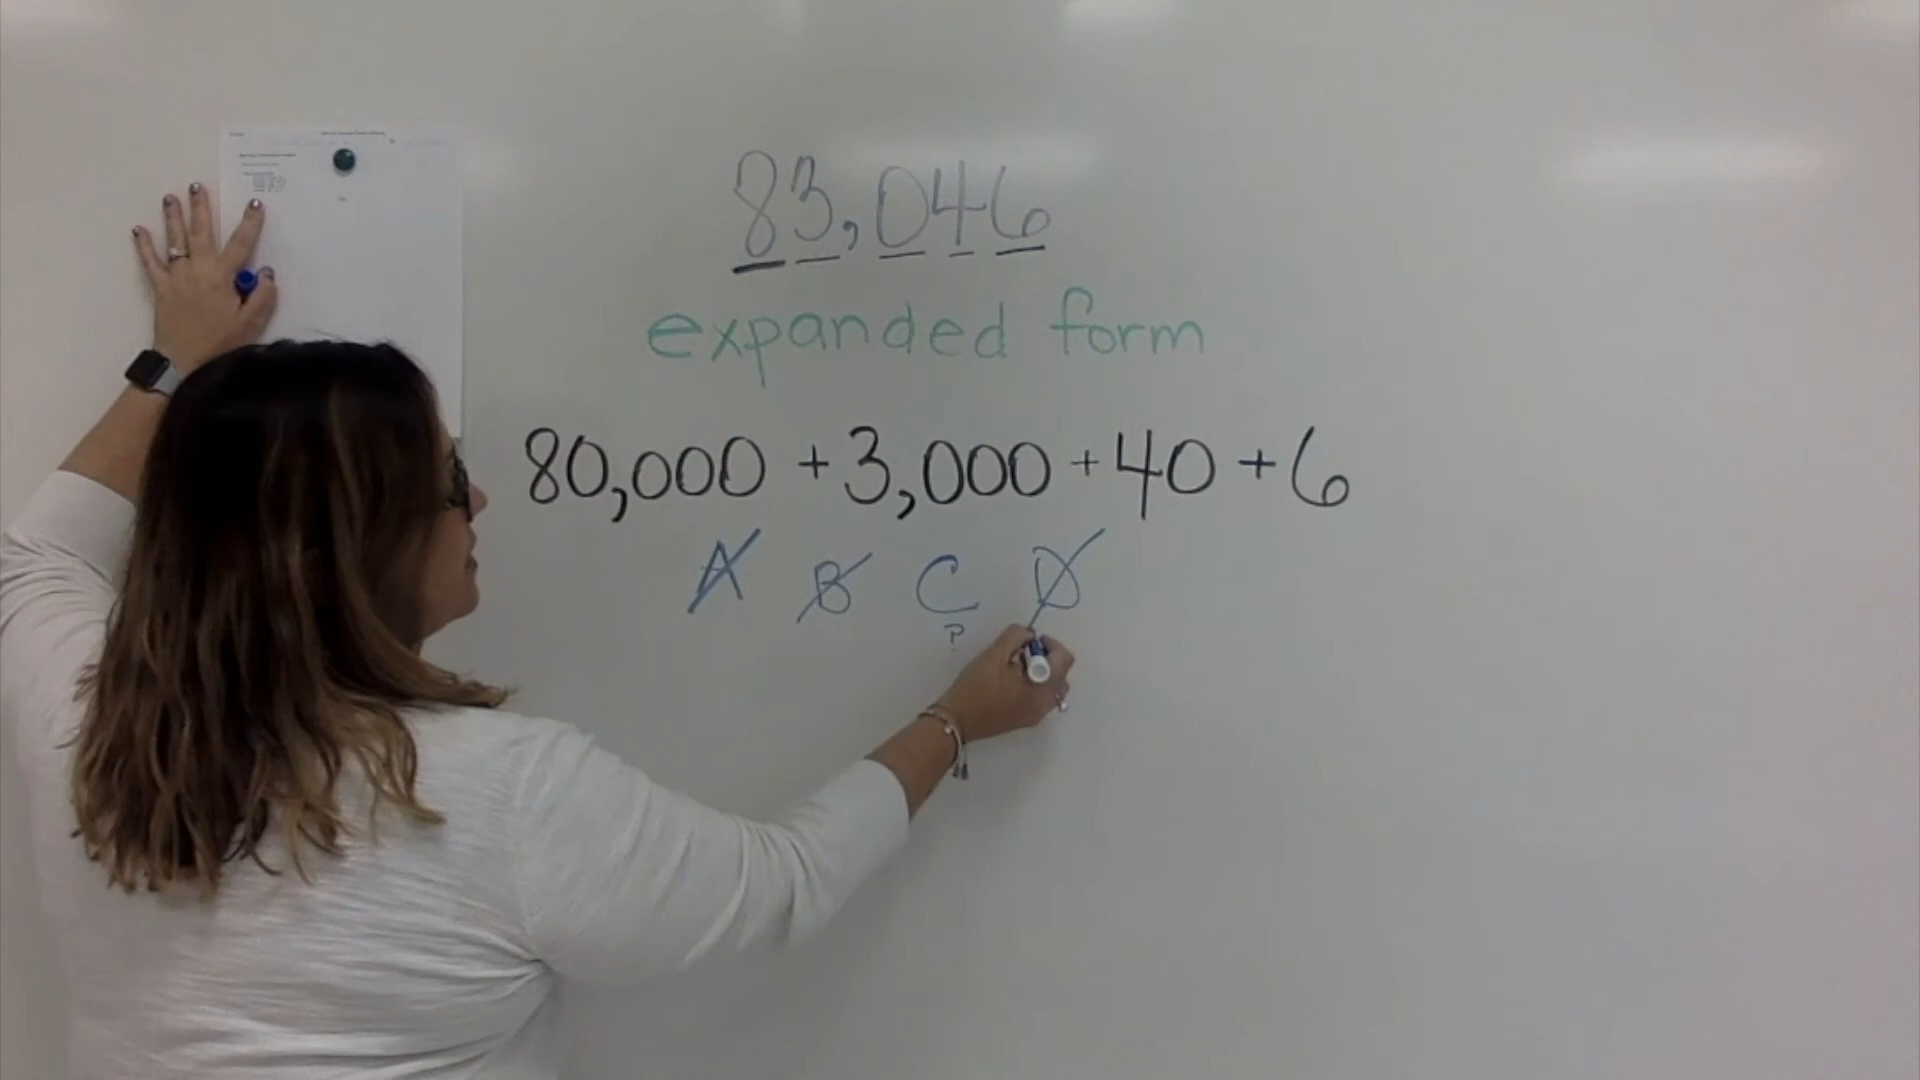 83,046
expanded form
80,000 + 3,000 + 40 + 6
A B C D
?